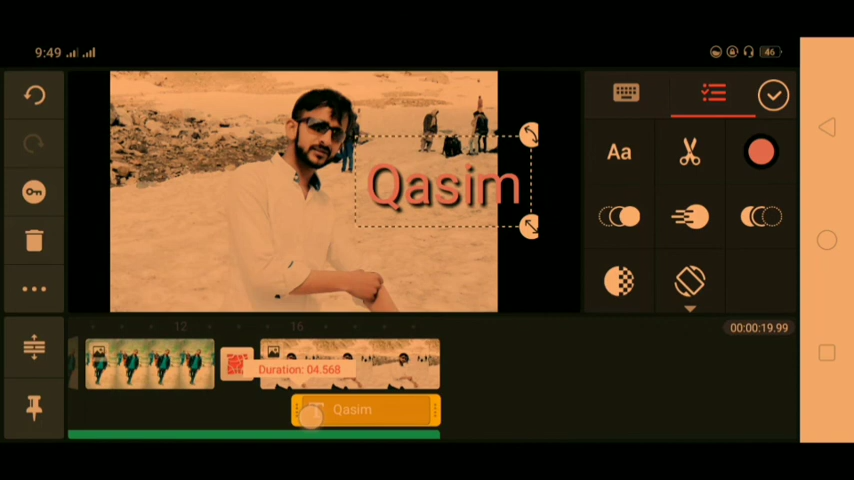 9:49
46
Qasim
Aa
12
16
00:00:19.99
Duration: 04.568
T Qasim